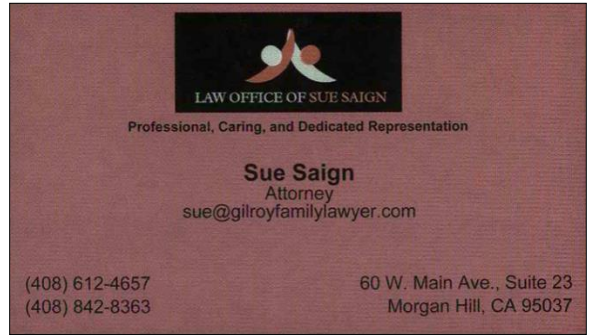 LAW OFFICE OF SUE SAIGN
Professional, Caring, and Dedicated Representation
Sue Saign
Attorney
sue@gilroyfamilylawyer.com
(408) 612-4657
60 W. Main Ave., Suite 23
(408) 842-8363
Morgan Hill, CA 95037